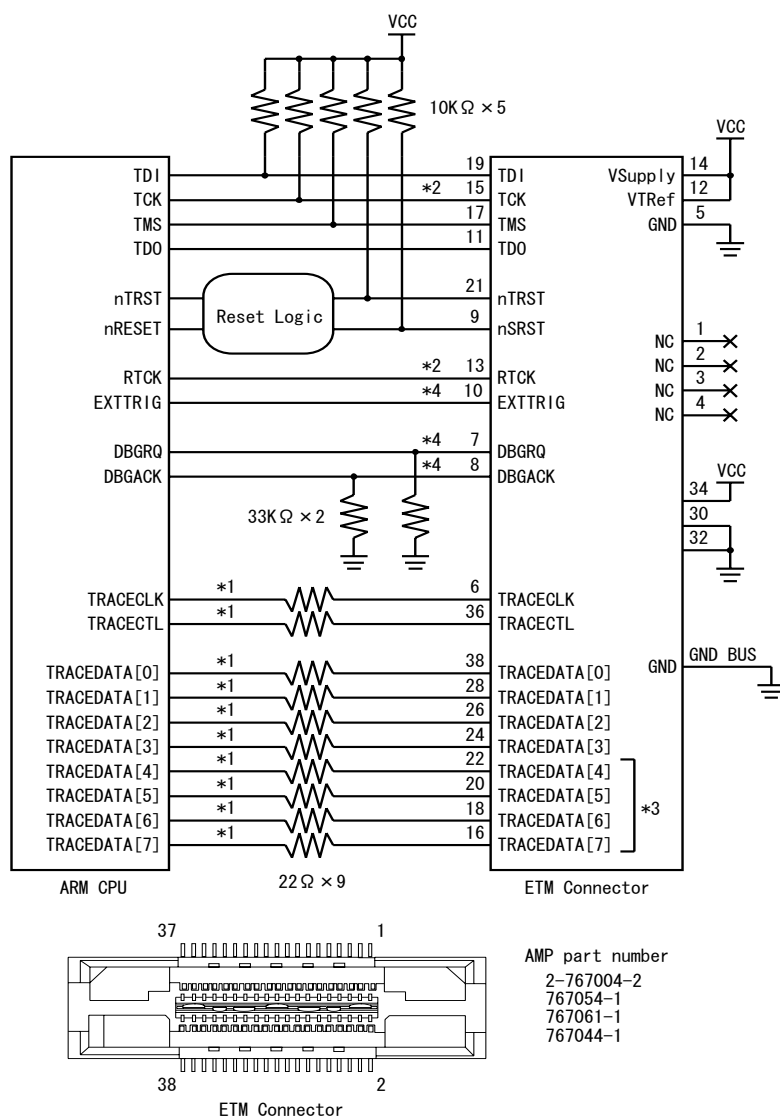 VCC
10KΩ×5
VCC
TDI 19 TDI VSupply 14
TCK *2 15 TCK VTRef 12
TMS 17 TMS GND 5
TDO 11 TDO
nTRST Reset Logic 21 nTRST
nRESET 9 nSRST
NC 1
NC 2
NC 3
NC 4
RTCK *2 13 RTCK
EXTTRIG *4 10 EXTTRIG
DBGRQ *4 7 DBGRQ
DBGACK *4 8 DBGACK
VCC
34
30
32
33KΩ×2
TRACECLK *1 6 TRACECLK
TRACECTL *1 36 TRACECTL
GND GND BUS
TRACEDATA[0] *1 38 TRACEDATA[0]
TRACEDATA[1] *1 28 TRACEDATA[1]
TRACEDATA[2] *1 26 TRACEDATA[2]
TRACEDATA[3] *1 24 TRACEDATA[3]
TRACEDATA[4] *1 22 TRACEDATA[4]
TRACEDATA[5] *1 20 TRACEDATA[5]
*3
TRACEDATA[6] *1 18 TRACEDATA[6]
TRACEDATA[7] *1 16 TRACEDATA[7]
ARM CPU
22Ω×9
ETM Connector
37 1
38 2
ETM Connector
AMP part number
2-767004-2
767054-1
767061-1
767044-1